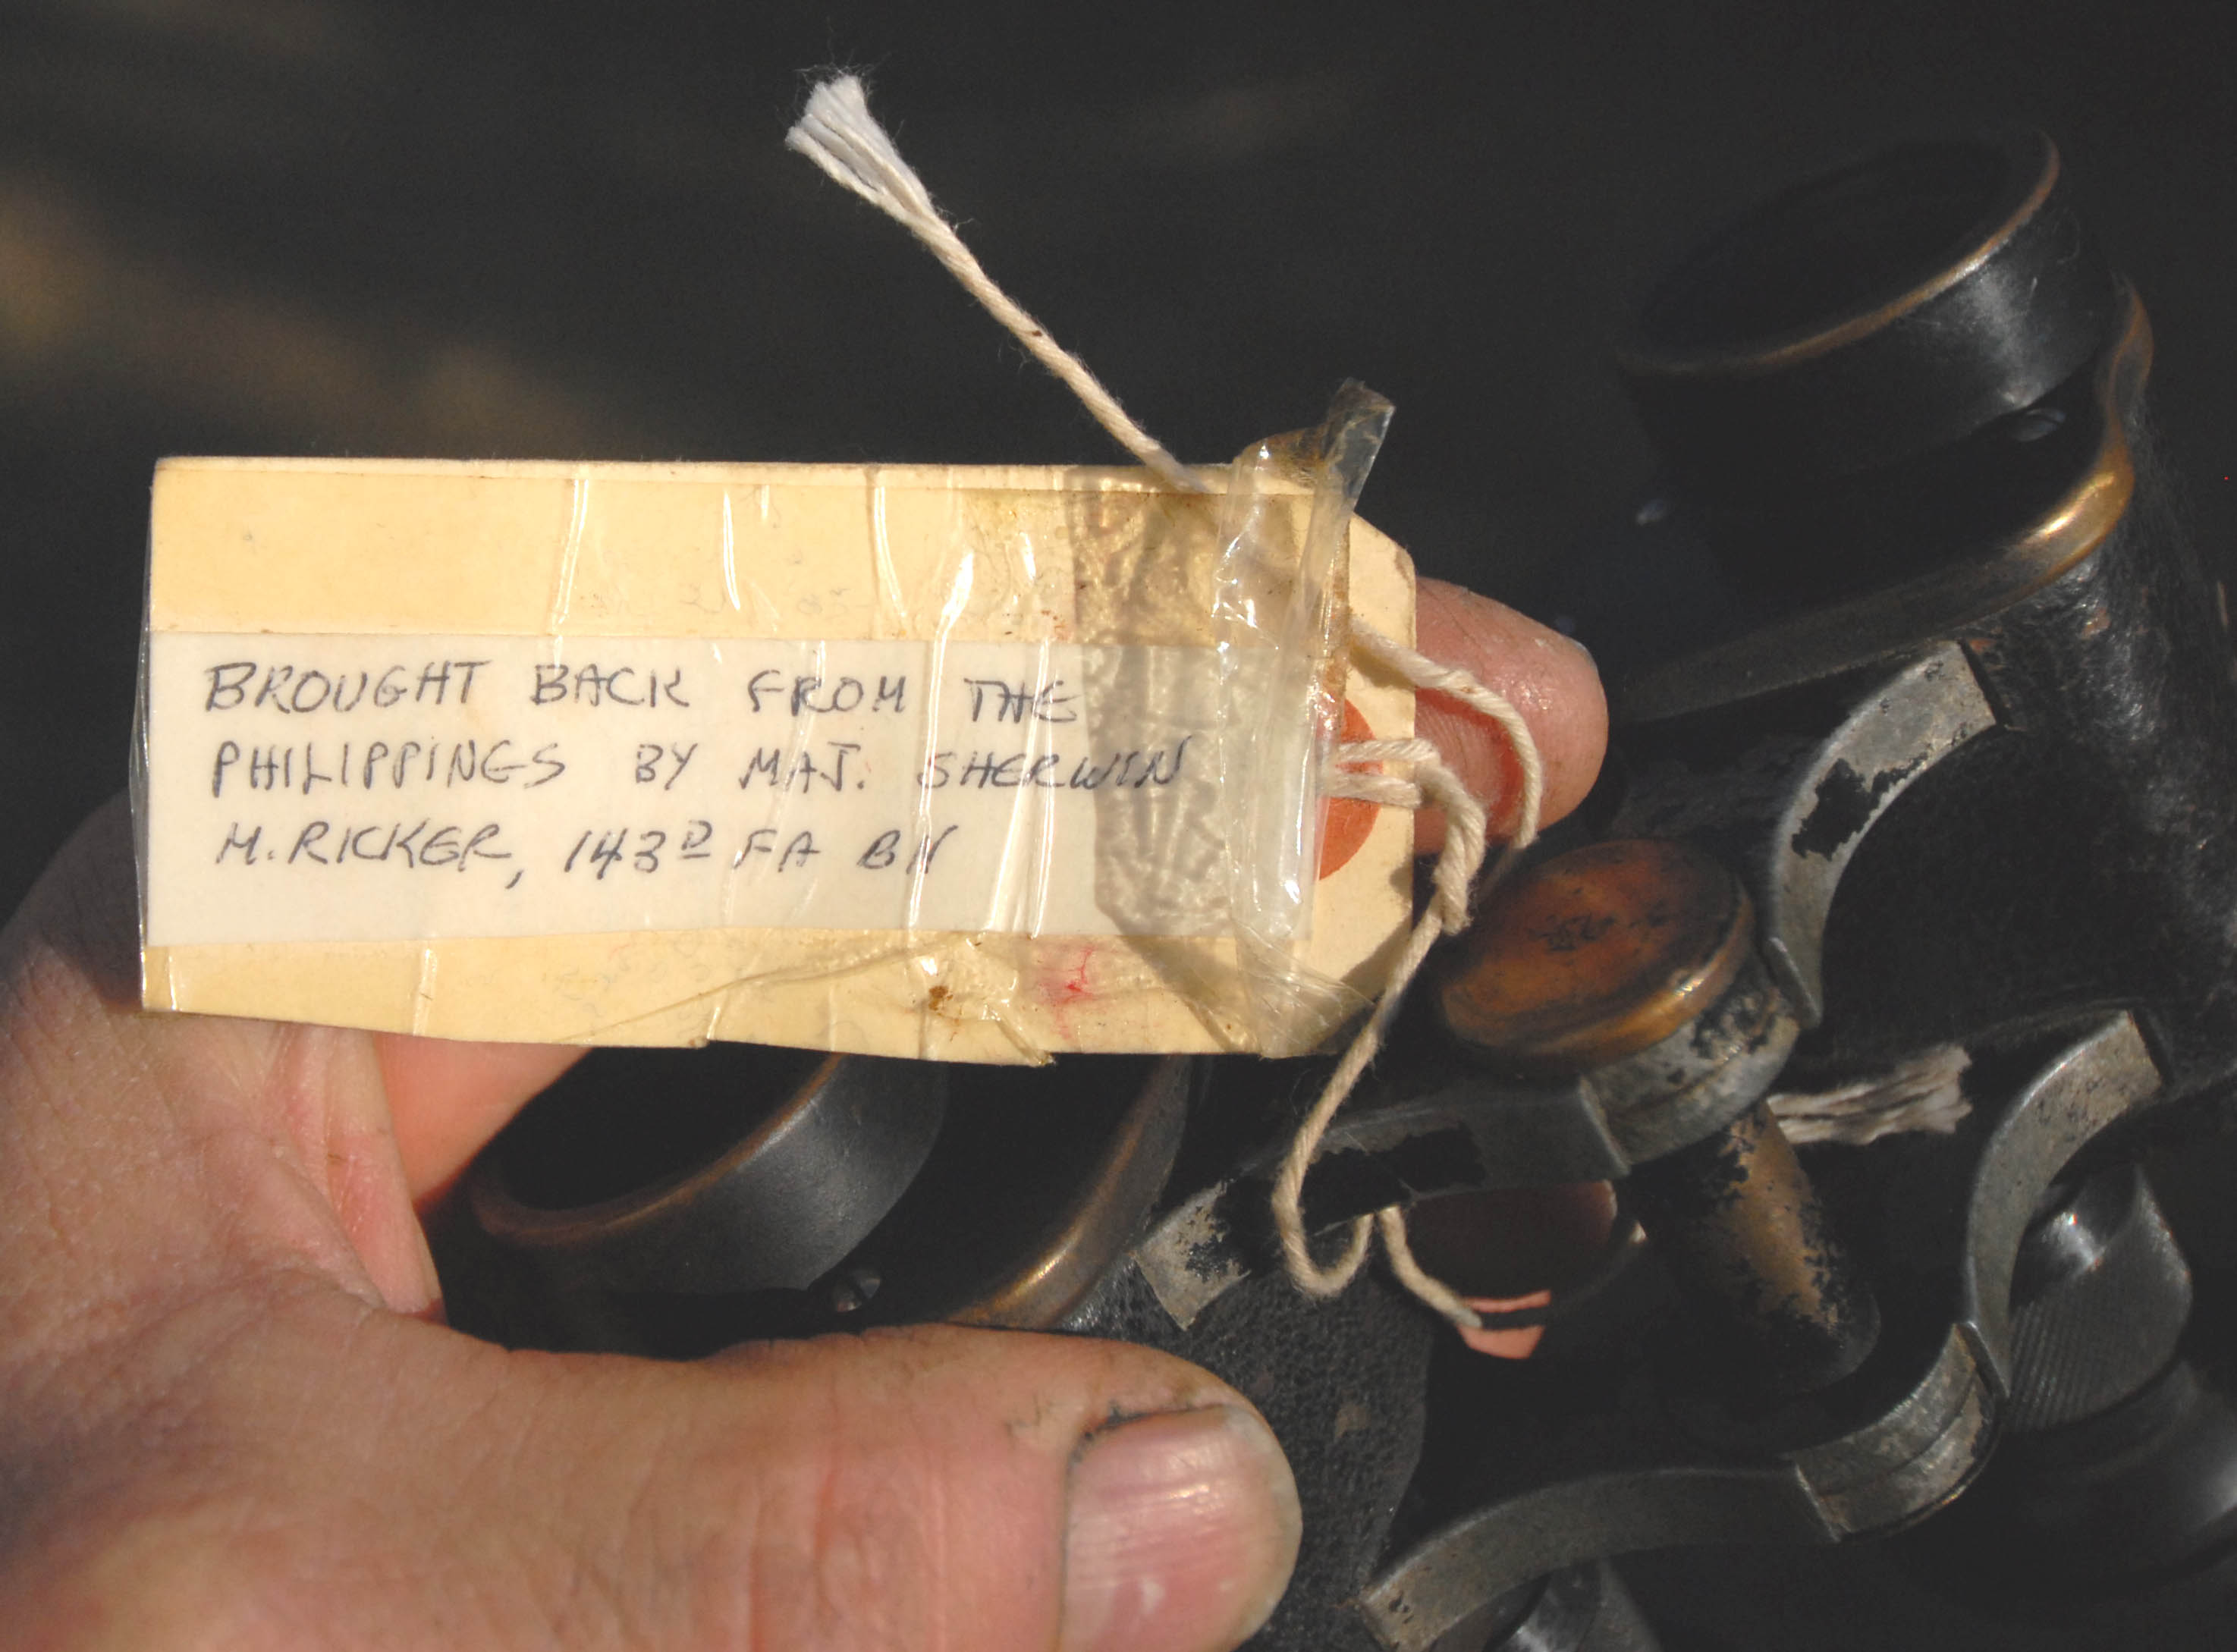 BROUGHT BACK FROM THE
PHILIPPINES BY MAJ. SHERWIN
M. RICKER, 143D FA BN